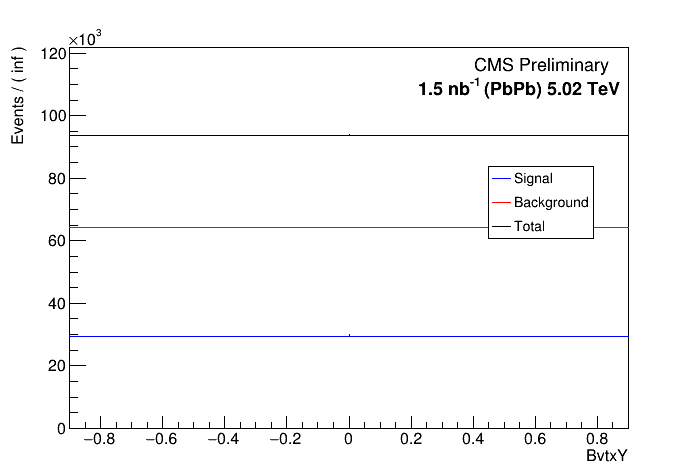 ×10³
Events / ( inf )
120
100
80
60
40
20
0
CMS Preliminary
1.5 nb⁻¹ (PbPb) 5.02 TeV
Signal
Background
Total
−0.8 −0.6 −0.4 −0.2 0 0.2 0.4 0.6 0.8
BvtxY